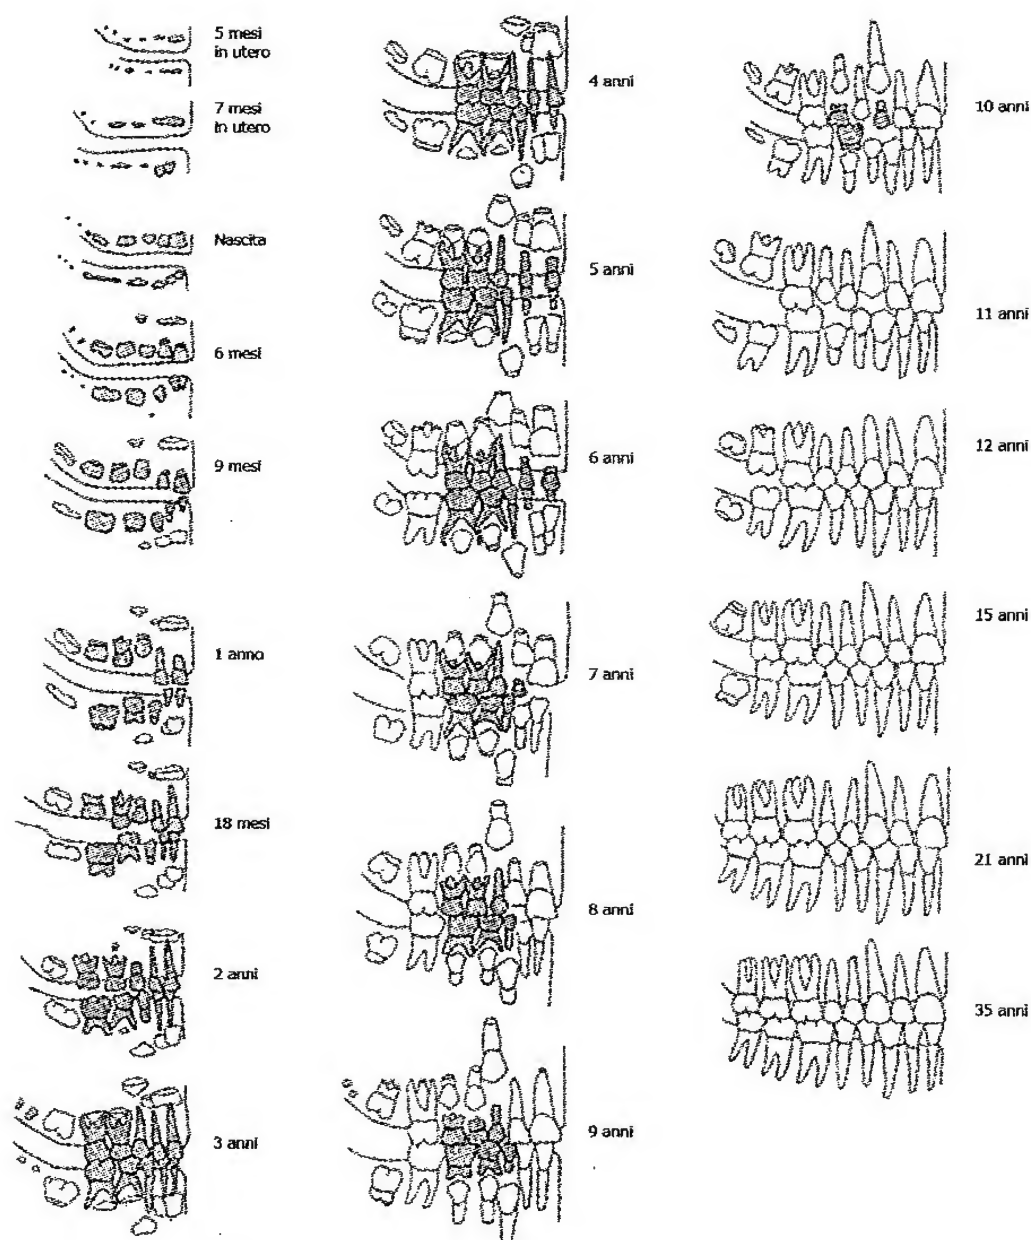 5 mesi
in utero
7 mesi
in utero
Nascita
6 mesi
9 mesi
1 anno
18 mesi
2 anni
3 anni
4 anni
5 anni
6 anni
7 anni
8 anni
9 anni
10 anni
11 anni
12 anni
15 anni
21 anni
35 anni